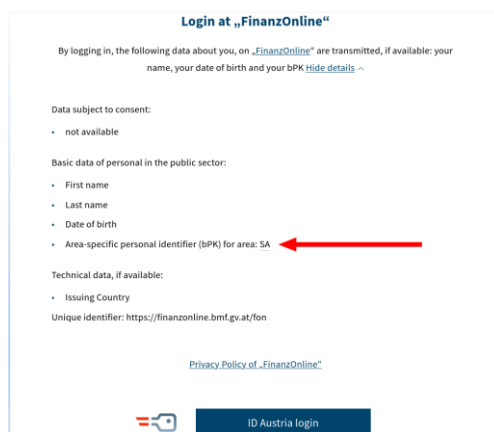 Login at „FinanzOnline“
By logging in, the following data about you, on „FinanzOnline“ are transmitted, if available: your
name, your date of birth and your bPK Hide details
Data subject to consent:
• not available
Basic data of personal in the public sector:
• First name
• Last name
• Date of birth
• Area-specific personal identifier (bPK) for area: SA
Technical data, if available:
• Issuing Country
Unique identifier: https://finanzonline.bmf.gv.at/fon
Privacy Policy of „FinanzOnline“
ID Austria login